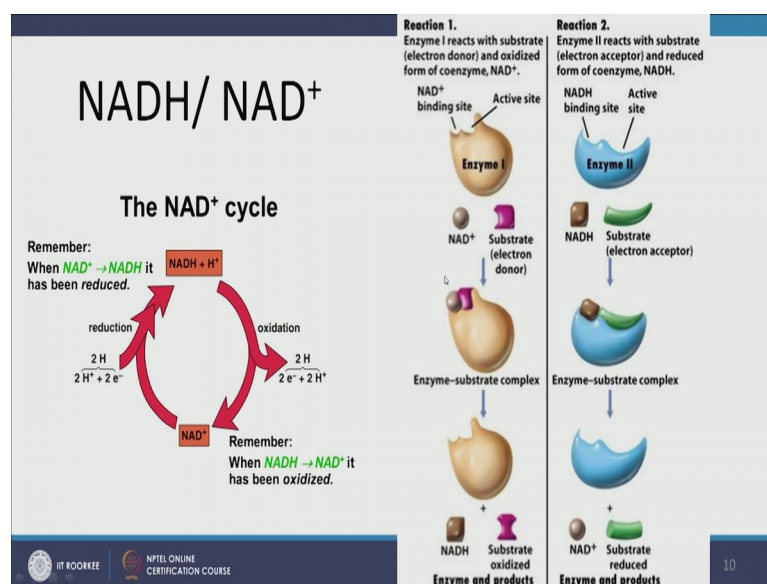 NADH/ NAD⁺
The NAD⁺ cycle
Remember:
When NAD⁺ → NADH it
has been reduced.
NADH + H⁺
reduction
oxidation
2 H
2 H⁺ + 2 e⁻
2 H
2 e⁻ + 2 H⁺
NAD⁺
Remember:
When NADH → NAD⁺ it
has been oxidized.
Reaction 1.
Enzyme I reacts with substrate
(electron donor) and oxidized
form of coenzyme, NAD⁺.
NAD⁺
binding site
Active site
Enzyme I
NAD⁺
Substrate
(electron
donor)
Enzyme–substrate complex
+
NADH
Substrate
oxidized
Enzyme and products
Reaction 2.
Enzyme II reacts with substrate
(electron acceptor) and reduced
form of coenzyme, NADH.
NADH
binding site
Active
site
Enzyme II
NADH
Substrate
(electron acceptor)
Enzyme–substrate complex
+
NAD⁺
Substrate
reduced
Enzyme and products
IIT ROORKEE
NPTEL ONLINE
CERTIFICATION COURSE
10